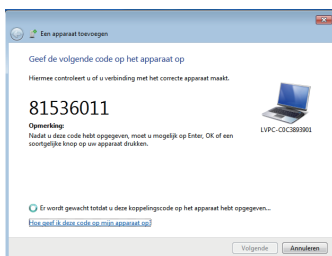 Een apparaat toevoegen
Geef de volgende code op het apparaat op
Hiermee controleert u of u verbinding met het correcte apparaat maakt.
81536011
Opmerking:
Nadat u deze code hebt opgegeven, moet u mogelijk op Enter, OK of een
soortgelijke knop op uw apparaat drukken.
LVPC-C0C3893901
Er wordt gewacht totdat u deze koppelingscode op het apparaat hebt opgegeven...
Hoe geef ik deze code op mijn apparaat op?
Volgende
Annuleren